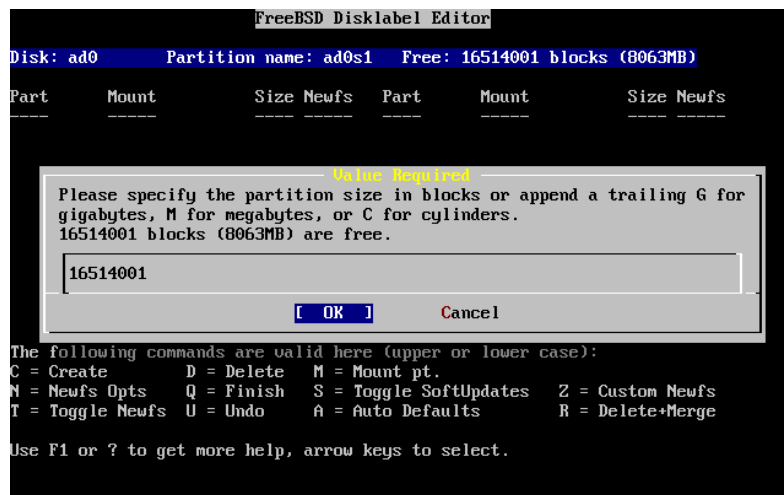 FreeBSD Disklabel Editor
Disk: ad0 Partition name: ad0s1 Free: 16514001 blocks (8063MB)
Part Mount Size Newfs Part Mount Size Newfs
---- ----- ---- ----- ---- ----- ---- -----
Value Required
Please specify the partition size in blocks or append a trailing G for
gigabytes, M for megabytes, or C for cylinders.
16514001 blocks (8063MB) are free.
16514001
[ OK ] Cancel
The following commands are valid here (upper or lower case):
C = Create D = Delete M = Mount pt.
N = Newfs Opts Q = Finish S = Toggle SoftUpdates Z = Custom Newfs
T = Toggle Newfs U = Undo A = Auto Defaults R = Delete+Merge
Use F1 or ? to get more help, arrow keys to select.